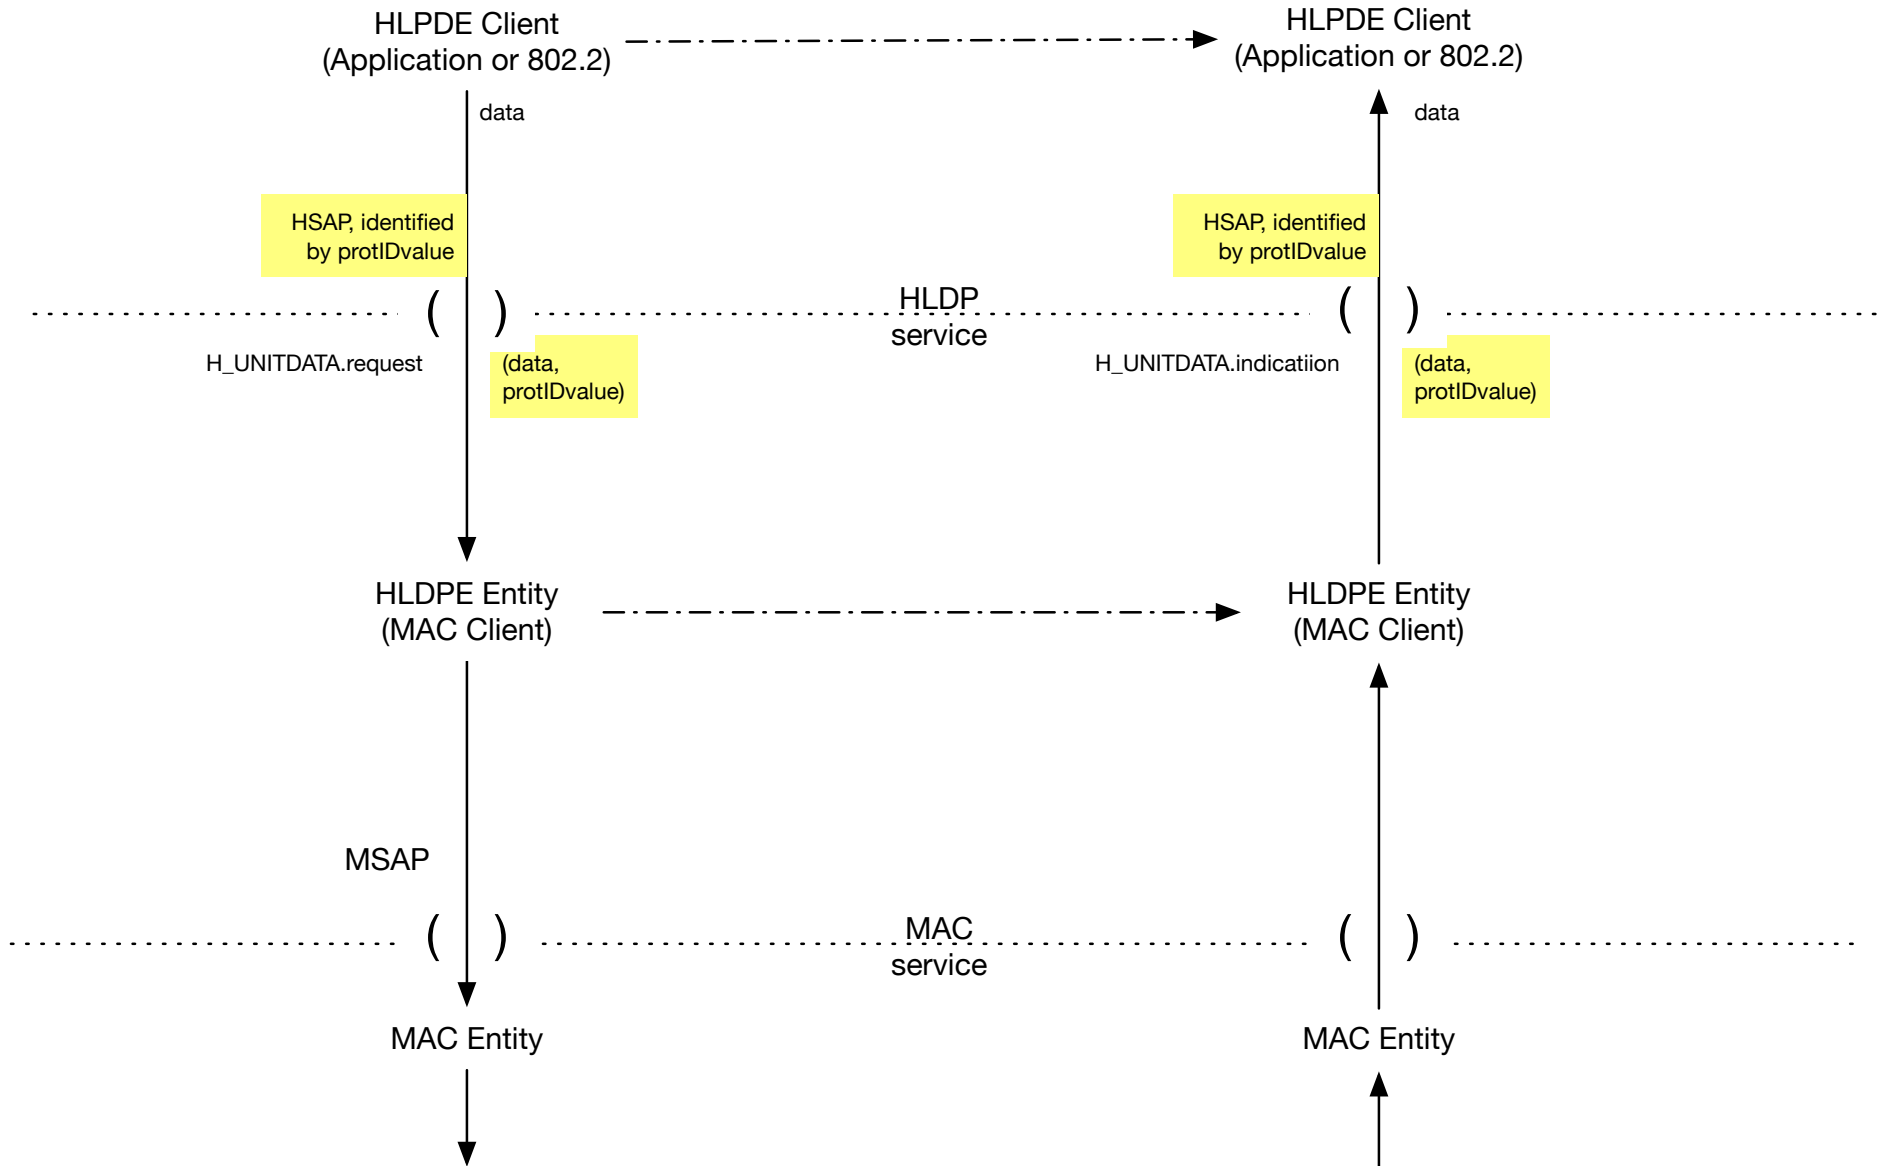 HLPDE Client
(Application or 802.2)
HLPDE Client
(Application or 802.2)
data
data
HSAP, identified
by protIDvalue
HSAP, identified
by protIDvalue
( )
HLDP
service
( )
H_UNITDATA.request
(data,
protIDvalue)
H_UNITDATA.indicatiion
(data,
protIDvalue)
HLDPE Entity
(MAC Client)
HLDPE Entity
(MAC Client)
MSAP
( )
MAC
service
( )
MAC Entity
MAC Entity